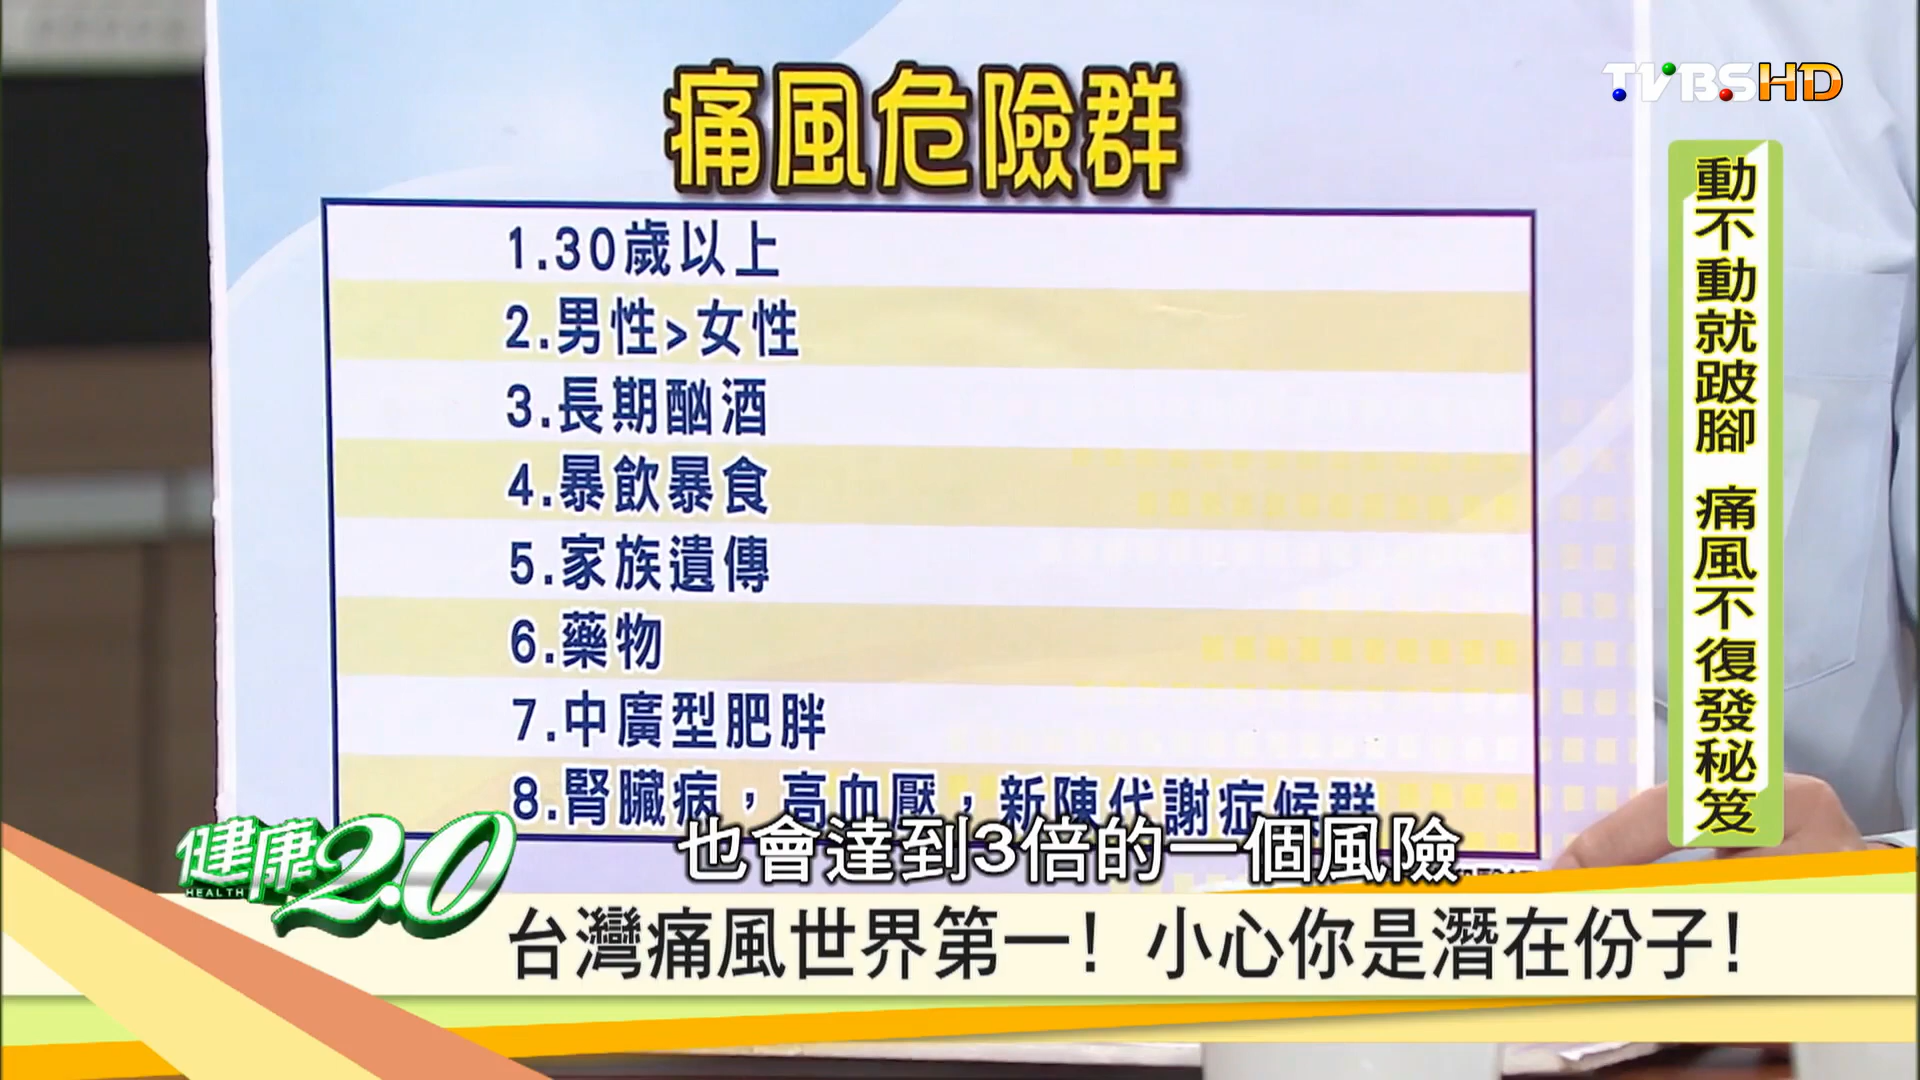 TVBSHD
痛風危險群
1.30歲以上
2.男性>女性
3.長期酗酒
4.暴飲暴食
5.家族遺傳
6.藥物
7.中廣型肥胖
8.腎臟病，高血壓，新陳代謝症候群
動不動就跛腳 痛風不復發秘笈
也會達到3倍的一個風險
健康2.0
HEALTH
台灣痛風世界第一! 小心你是潛在份子!